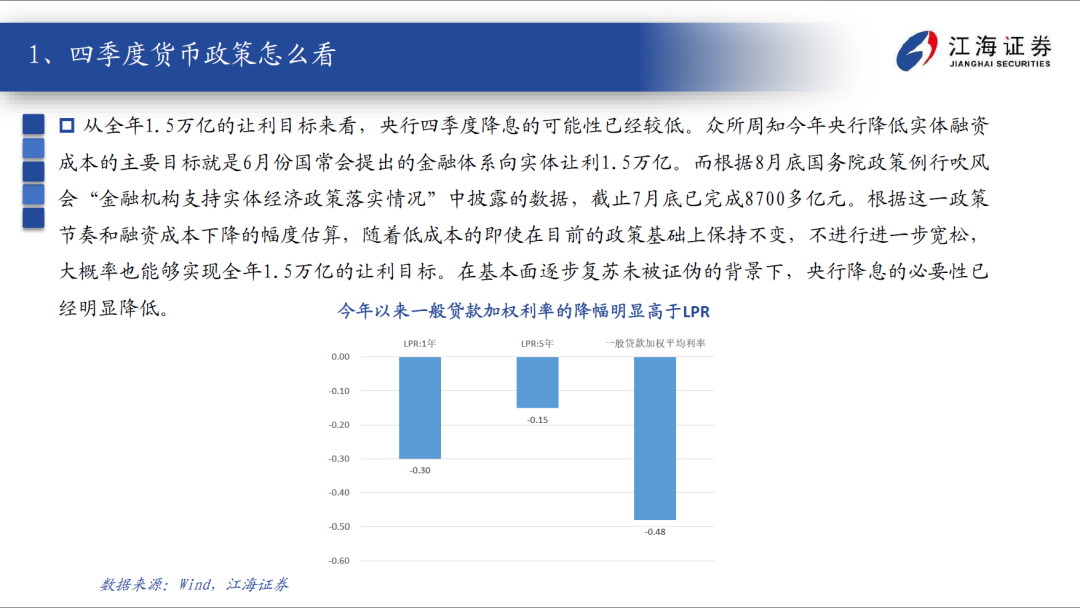 1、四季度货币政策怎么看
江海证券
JIANGHAI SECURITIES
从全年1.5万亿的让利目标来看，央行四季度降息的可能性已经较低。众所周知今年央行降低实体融资
成本的主要目标就是6月份国常会提出的金融体系向实体让利1.5万亿。而根据8月底国务院政策例行吹风
会“金融机构支持实体经济政策落实情况”中披露的数据，截止7月底已完成8700多亿元。根据这一政策
节奏和融资成本下降的幅度估算，随着低成本的即使在目前的政策基础上保持不变，不进行进一步宽松，
大概率也能够实现全年1.5万亿的让利目标。在基本面逐步复苏未被证伪的背景下，央行降息的必要性已
经明显降低。
今年以来一般贷款加权利率的降幅明显高于LPR
LPR:1年 LPR:5年 一般贷款加权平均利率
0.00
-0.10
-0.20
-0.30
-0.40
-0.50
-0.60
-0.30
-0.15
-0.48
数据来源：Wind，江海证券